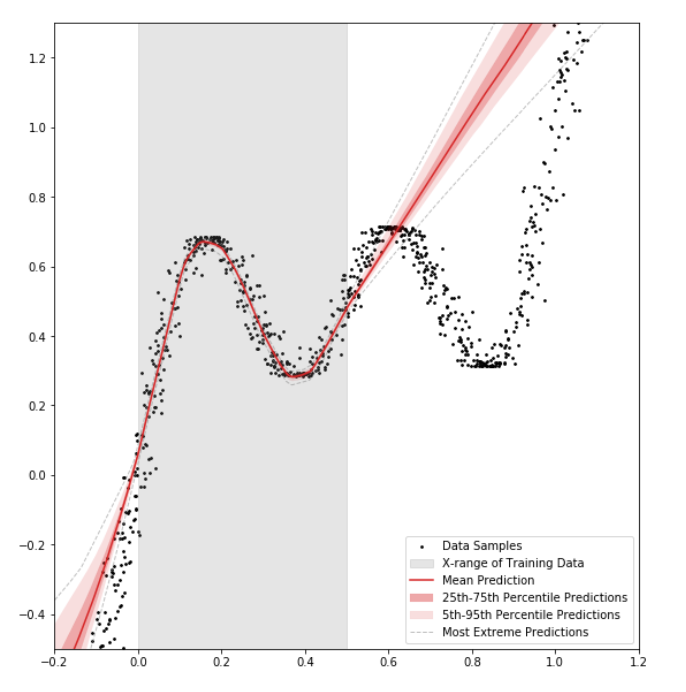 1.2
1.0
0.8
0.6
0.4
0.2
0.0
−0.2
−0.4
−0.2 0.0 0.2 0.4 0.6 0.8 1.0 1.2
Data Samples
X-range of Training Data
Mean Prediction
25th-75th Percentile Predictions
5th-95th Percentile Predictions
Most Extreme Predictions